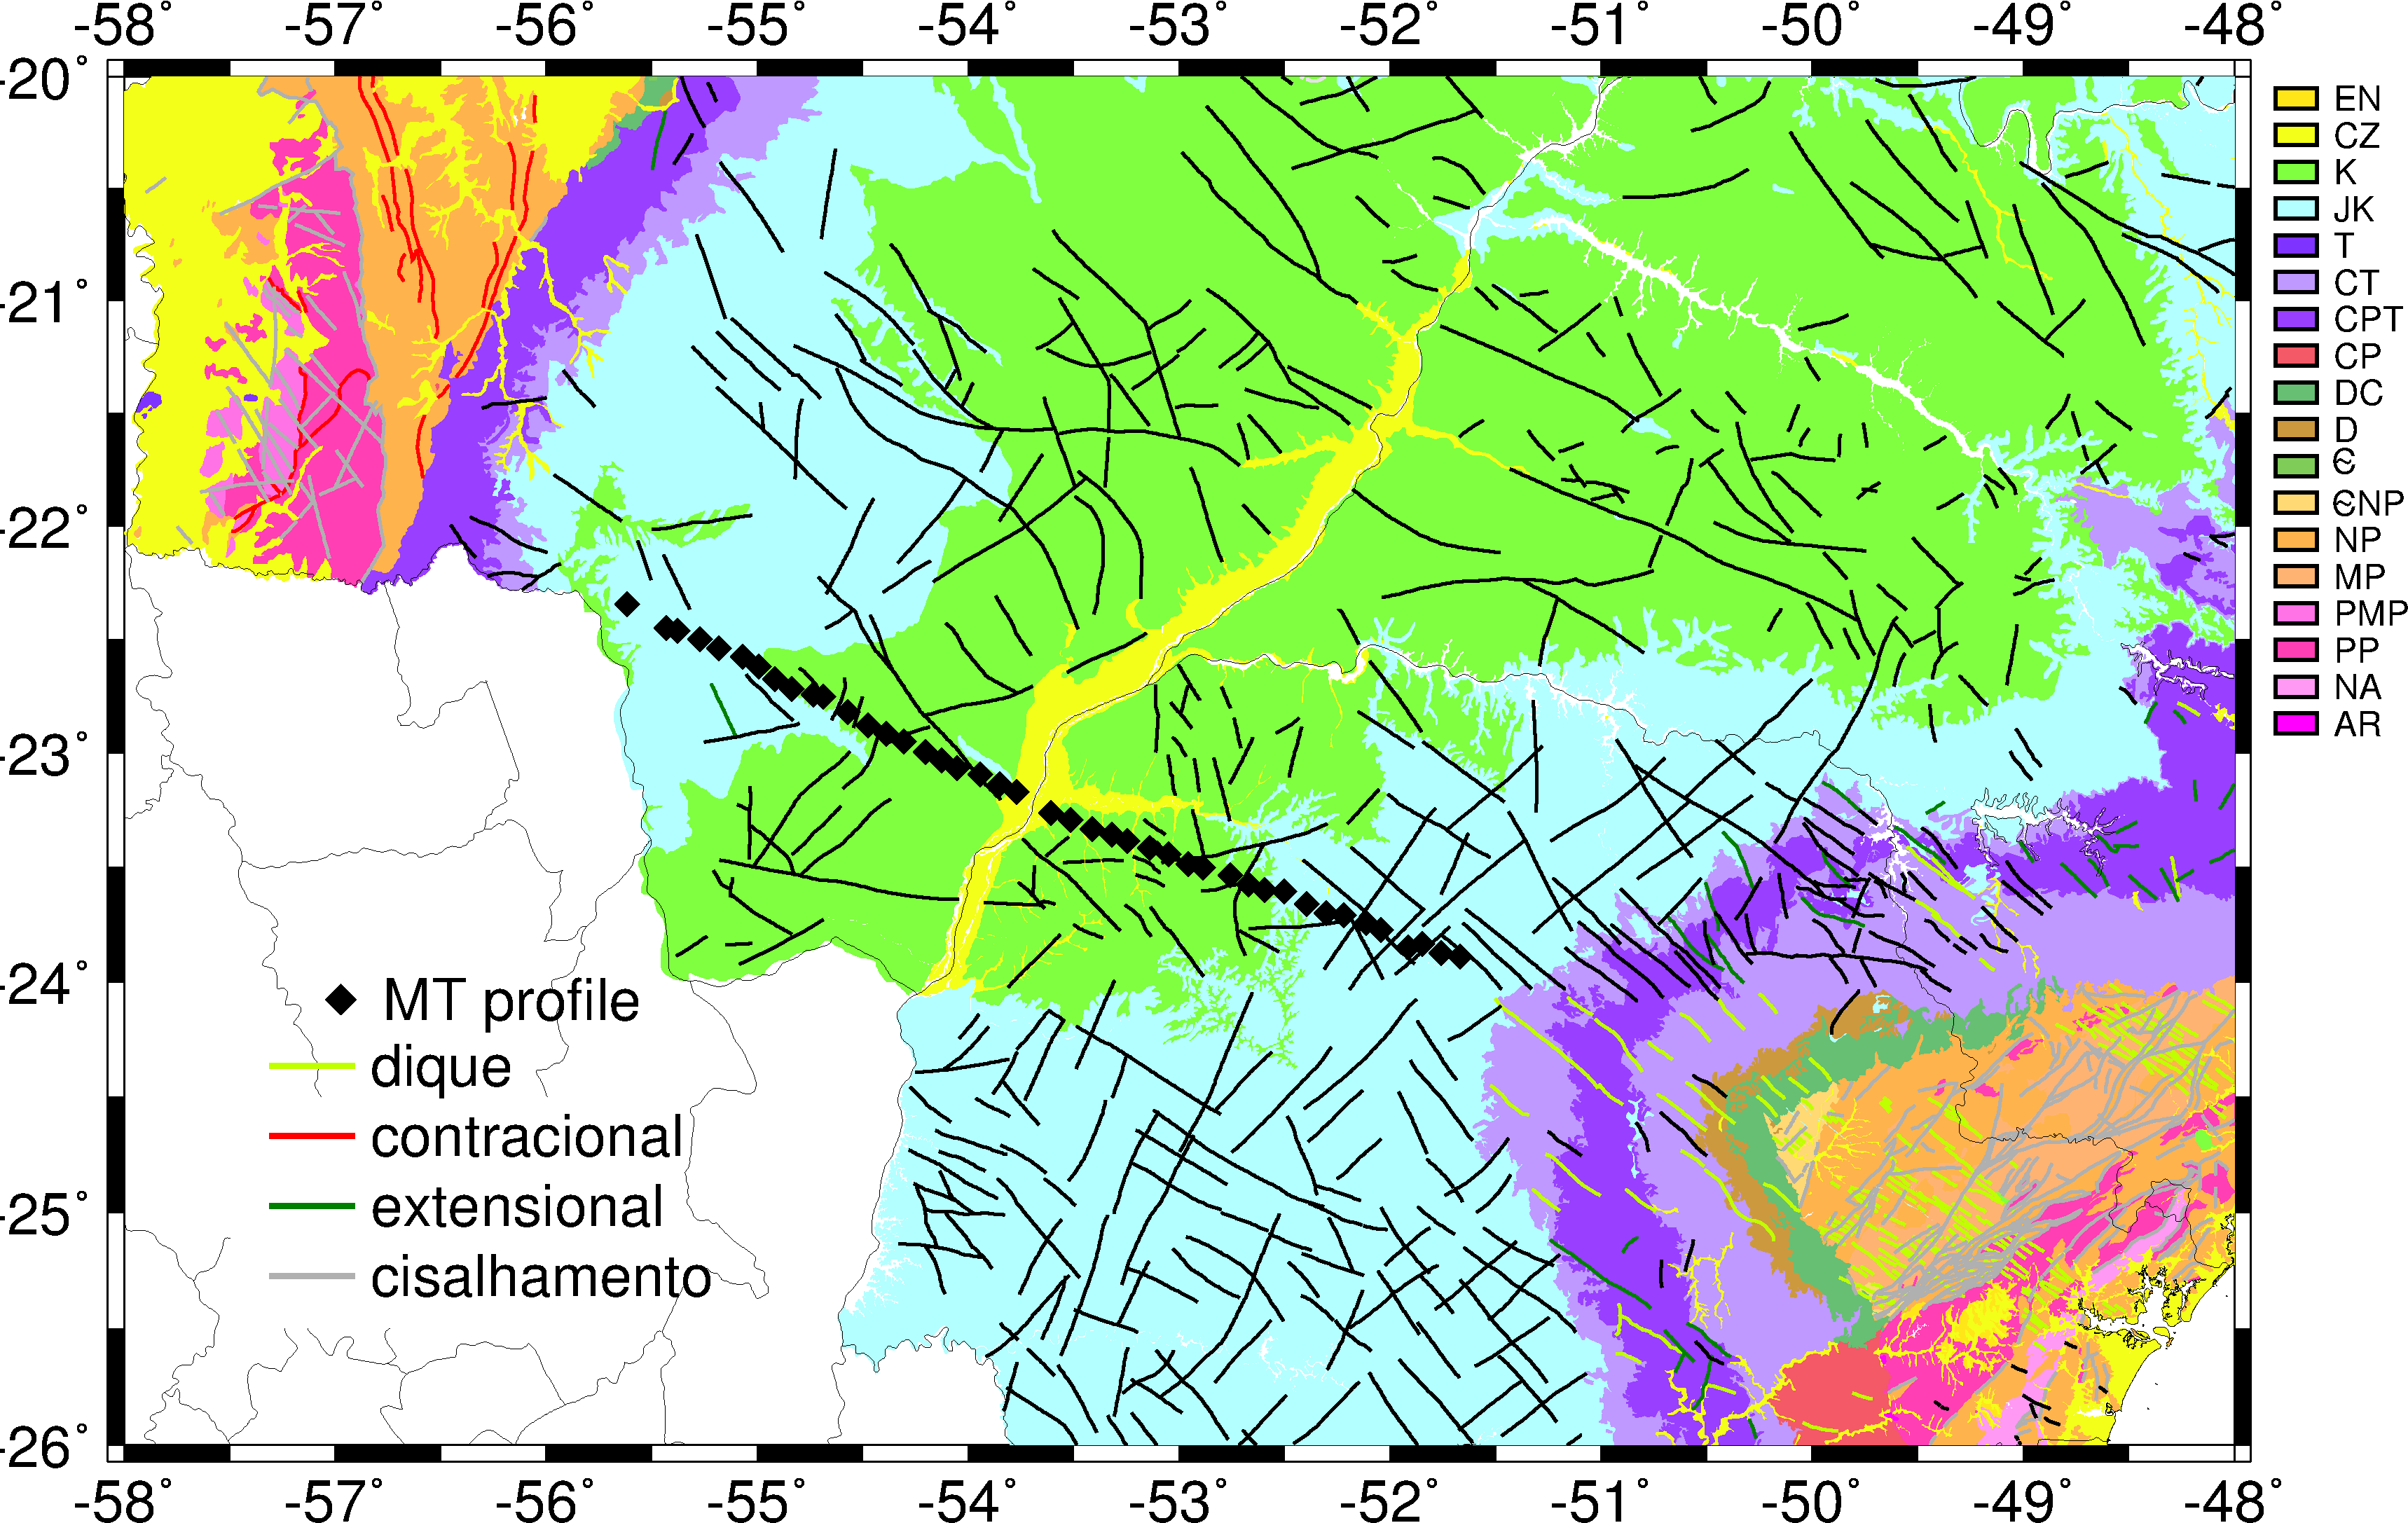 -58° -57° -56° -55° -54° -53° -52° -51° -50° -49° -48°
-20°
-21°
-22°
-23°
-24°
-25°
-26°
EN
CZ
K
JK
T
CT
CPT
CP
DC
D
Є
ЄNP
NP
MP
PMP
PP
NA
AR
MT profile
dique
contracional
extensional
cisalhamento
-58° -57° -56° -55° -54° -53° -52° -51° -50° -49° -48°